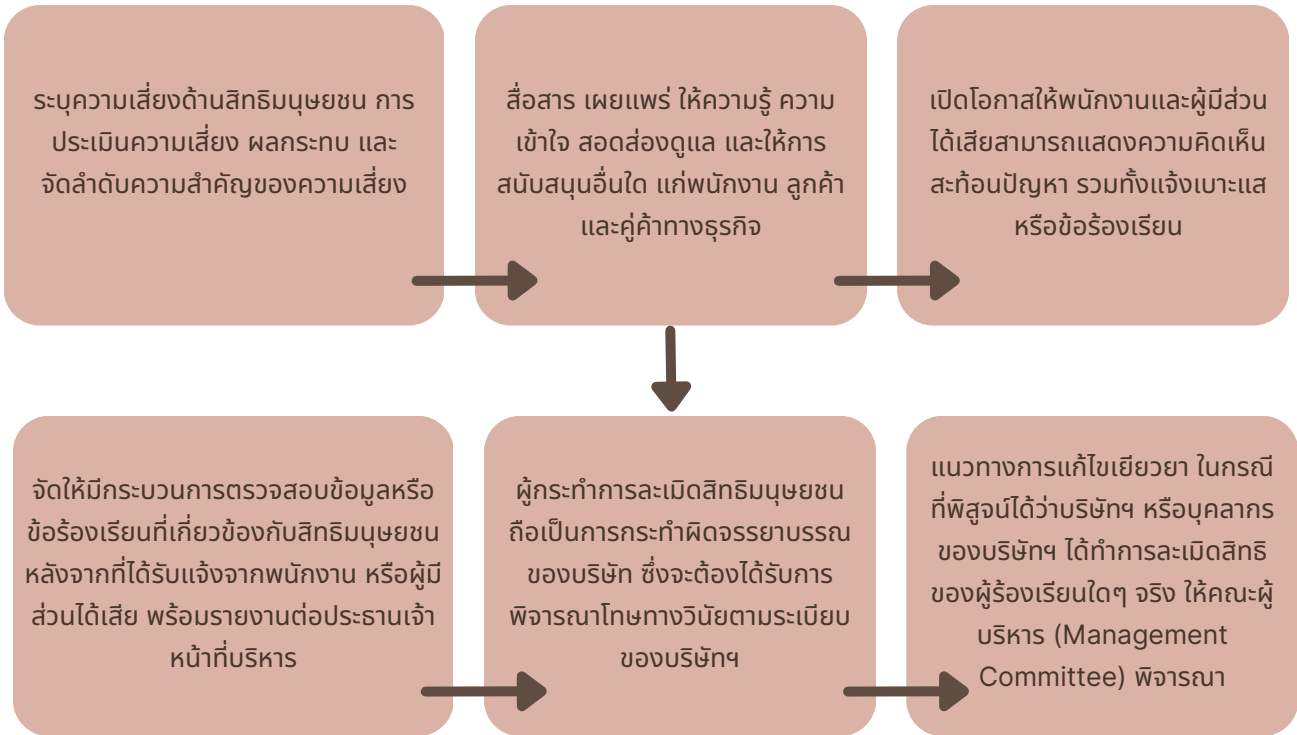 ระบุความเสี่ยงด้านสิทธิมนุษยชน การ
ประเมินความเสี่ยง ผลกระทบ และ
จัดลำดับความสำคัญของความเสี่ยง
สื่อสาร เผยแพร่ ให้ความรู้ ความ
เข้าใจ สอดส่องดูแล และให้การ
สนับสนุนอื่นใด แก่พนักงาน ลูกค้า
และคู่ค้าทางธุรกิจ
เปิดโอกาสให้พนักงานและผู้มีส่วน
ได้เสียสามารถแสดงความคิดเห็น
สะท้อนปัญหา รวมทั้งแจ้งเบาะแส
หรือข้อร้องเรียน
จัดให้มีกระบวนการตรวจสอบข้อมูลหรือ
ข้อร้องเรียนที่เกี่ยวข้องกับสิทธิมนุษยชน
หลังจากที่ได้รับแจ้งจากพนักงาน หรือผู้มี
ส่วนได้เสีย พร้อมรายงานต่อประธานเจ้า
หน้าที่บริหาร
ผู้กระทำการละเมิดสิทธิมนุษยชน
ถือเป็นการกระทำผิดจรรยาบรรณ
ของบริษัท ซึ่งจะต้องได้รับการ
พิจารณาโทษทางวินัยตามระเบียบ
ของบริษัทฯ
แนวทางการแก้ไขเยียวยา ในกรณี
ที่พิสูจน์ได้ว่าบริษัทฯ หรือบุคลากร
ของบริษัทฯ ได้ทำการละเมิดสิทธิ
ของผู้ร้องเรียนใดๆ จริง ให้คณะผู้
บริหาร (Management
Committee) พิจารณา